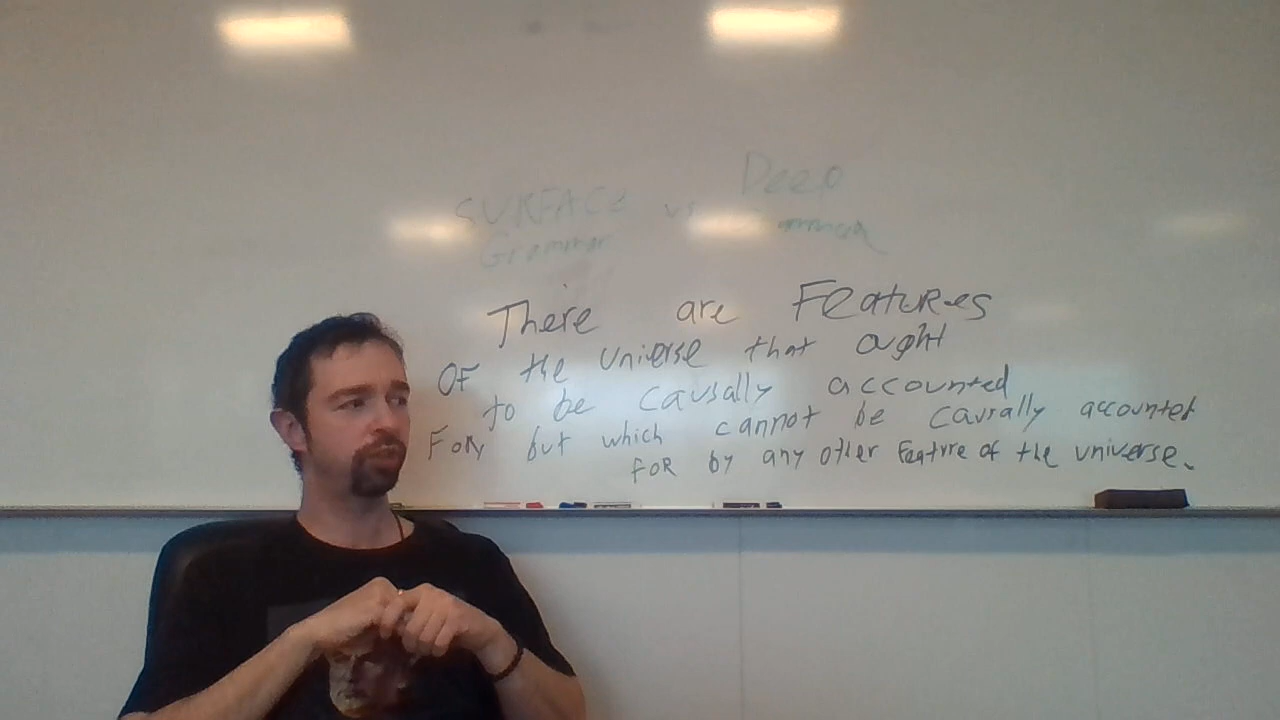 SURFACE vs Deep
Grammar
There are Features
OF the Universe that ought
to be causally accounted
For but which cannot be causally accounted
FOR by any other Feature of the universe.